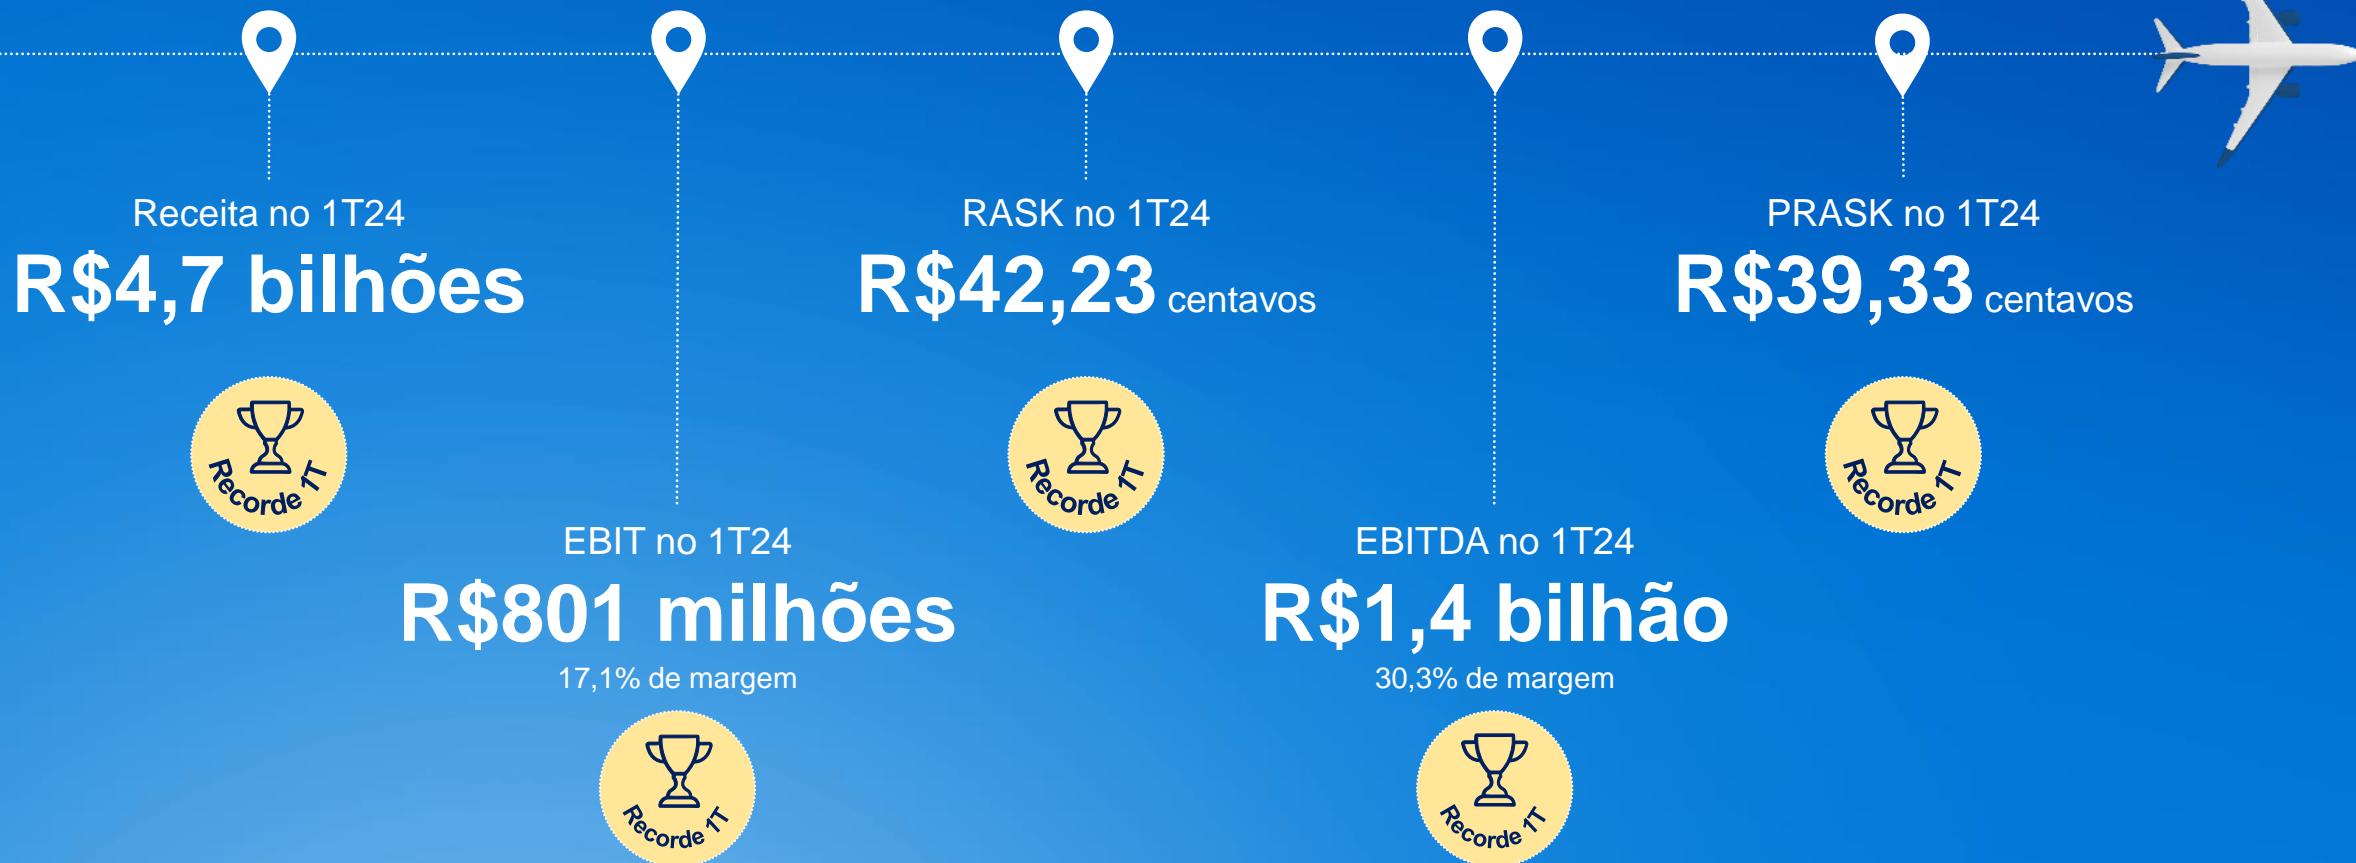 Receita no 1T24
R$4,7 bilhões
Recorde 1T
EBIT no 1T24
R$801 milhões
17,1% de margem
Recorde 1T
RASK no 1T24
R$42,23 centavos
Recorde 1T
EBITDA no 1T24
R$1,4 bilhão
30,3% de margem
Recorde 1T
PRASK no 1T24
R$39,33 centavos
Recorde 1T